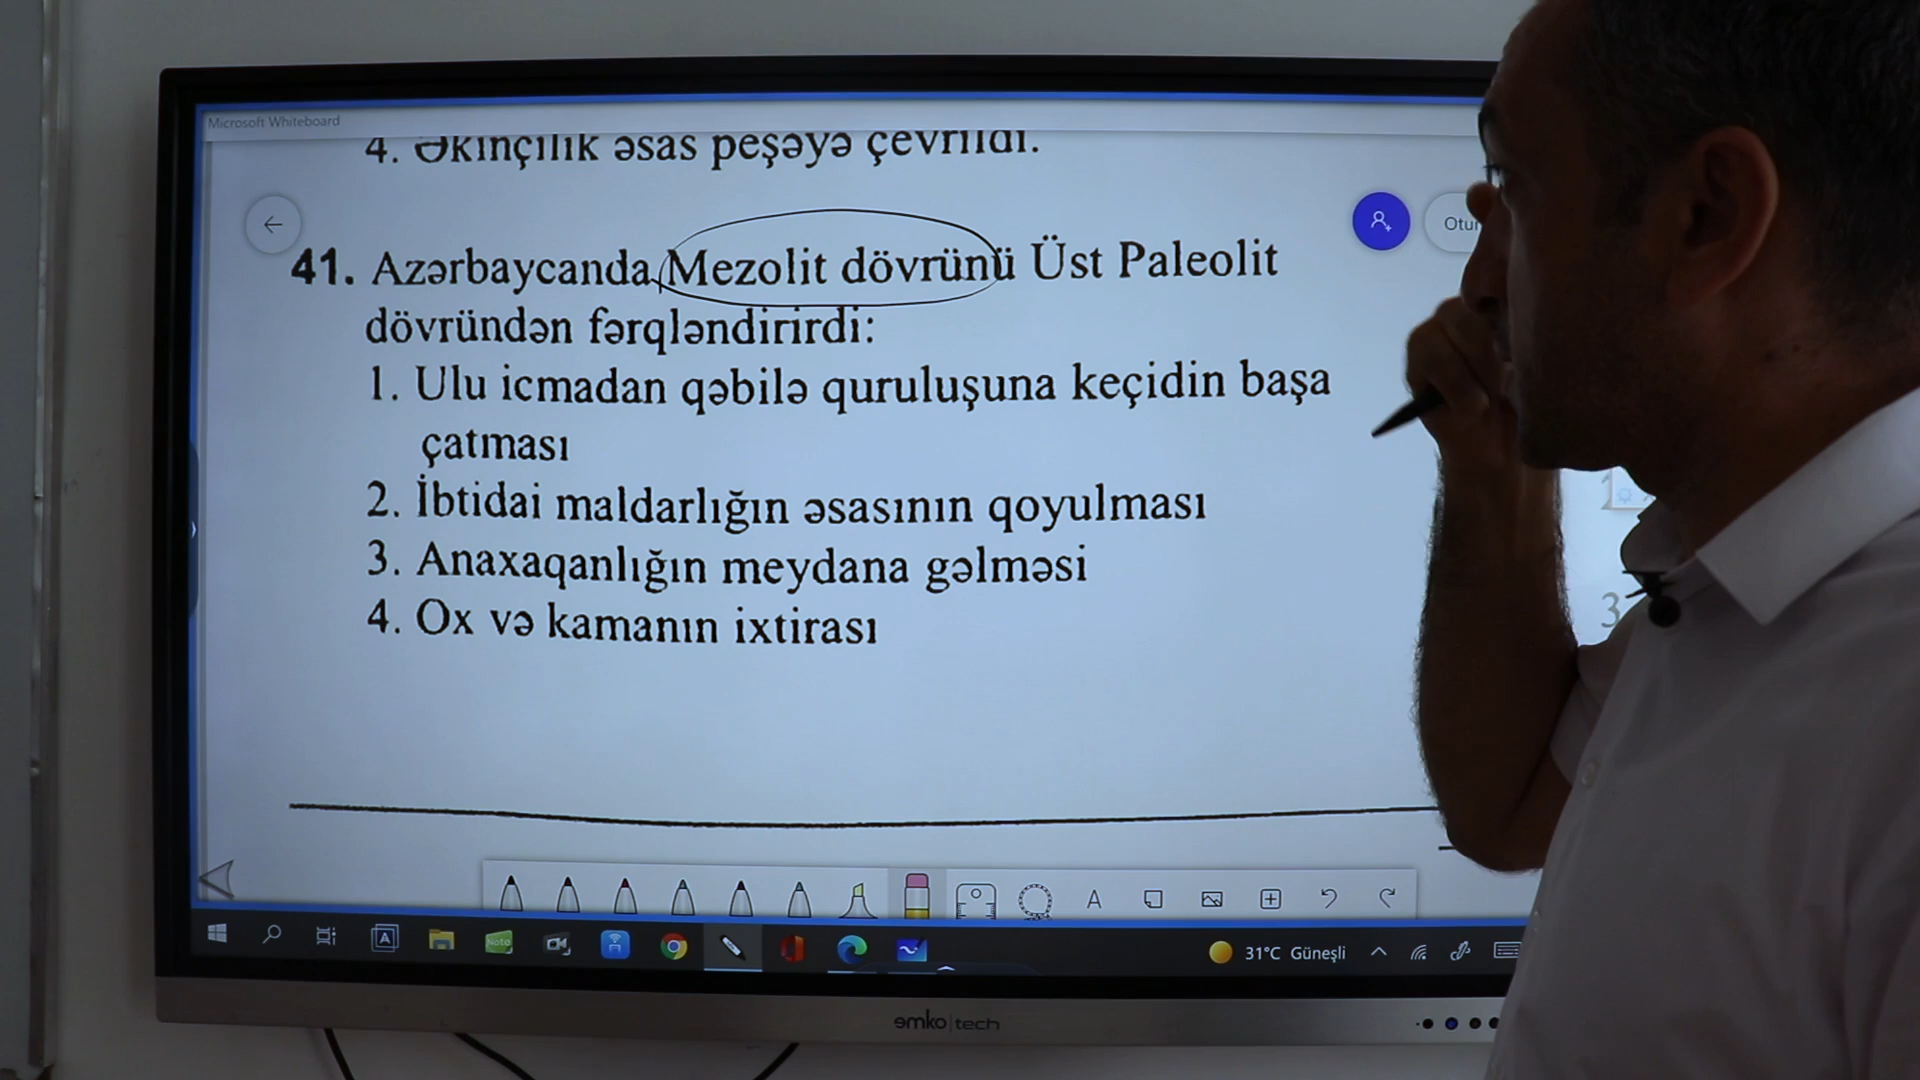 Microsoft Whiteboard
4. Əkinçilik əsas peşəyə çevrildi.
41. Azərbaycanda Mezolit dövrünü Üst Paleolit
dövründən fərqləndirirdi:
1. Ulu icmadan qəbilə quruluşuna keçidin başa
çatması
2. İbtidai maldarlığın əsasının qoyulması
3. Anaxaqanlığın meydana gəlməsi
4. Ox və kamanın ixtirası
3
A
Note
31°C Güneşli
emko | tech